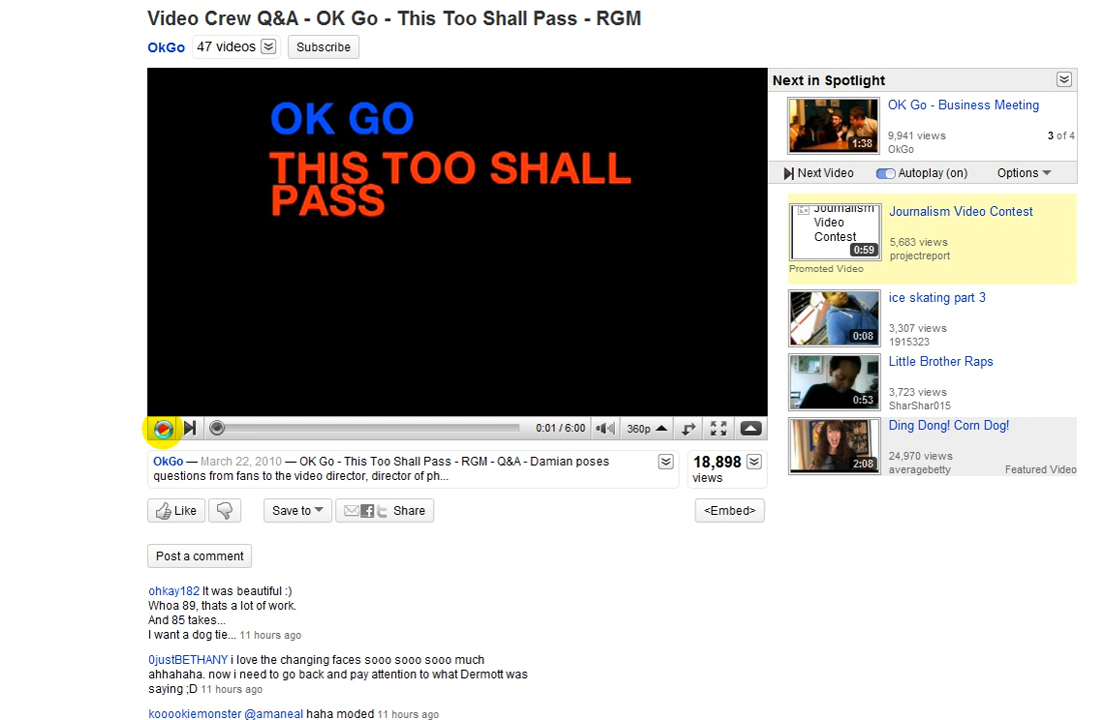 Video Crew Q&A - OK Go - This Too Shall Pass - RGM
OkGo 47 videos Subscribe
OK GO
THIS TOO SHALL
PASS
0:01 / 6:00 360p
Next in Spotlight
OK Go - Business Meeting
9,941 views 3 of 4
OkGo
1:38
Next Video Autoplay (on) Options
Journalism
Video
Contest
0:59
Journalism Video Contest
5,683 views
projectreport
Promoted Video
ice skating part 3
3,307 views
1915323
0:08
Little Brother Raps
3,723 views
SharShar015
0:53
Ding Dong! Corn Dog!
24,970 views
averagebetty Featured Video
2:08
OkGo — March 22, 2010 — OK Go - This Too Shall Pass - RGM - Q&A - Damian poses
questions from fans to the video director, director of ph...
18,898
views
Like Save to Share <Embed>
Post a comment
ohkay182 It was beautiful :)
Whoa 89, thats a lot of work.
And 85 takes...
I want a dog tie... 11 hours ago
0justBETHANY i love the changing faces sooo sooo sooo much
ahhahaha. now i need to go back and pay attention to what Dermott was
saying ;D 11 hours ago
kooookiemonster @amaneal haha moded 11 hours ago